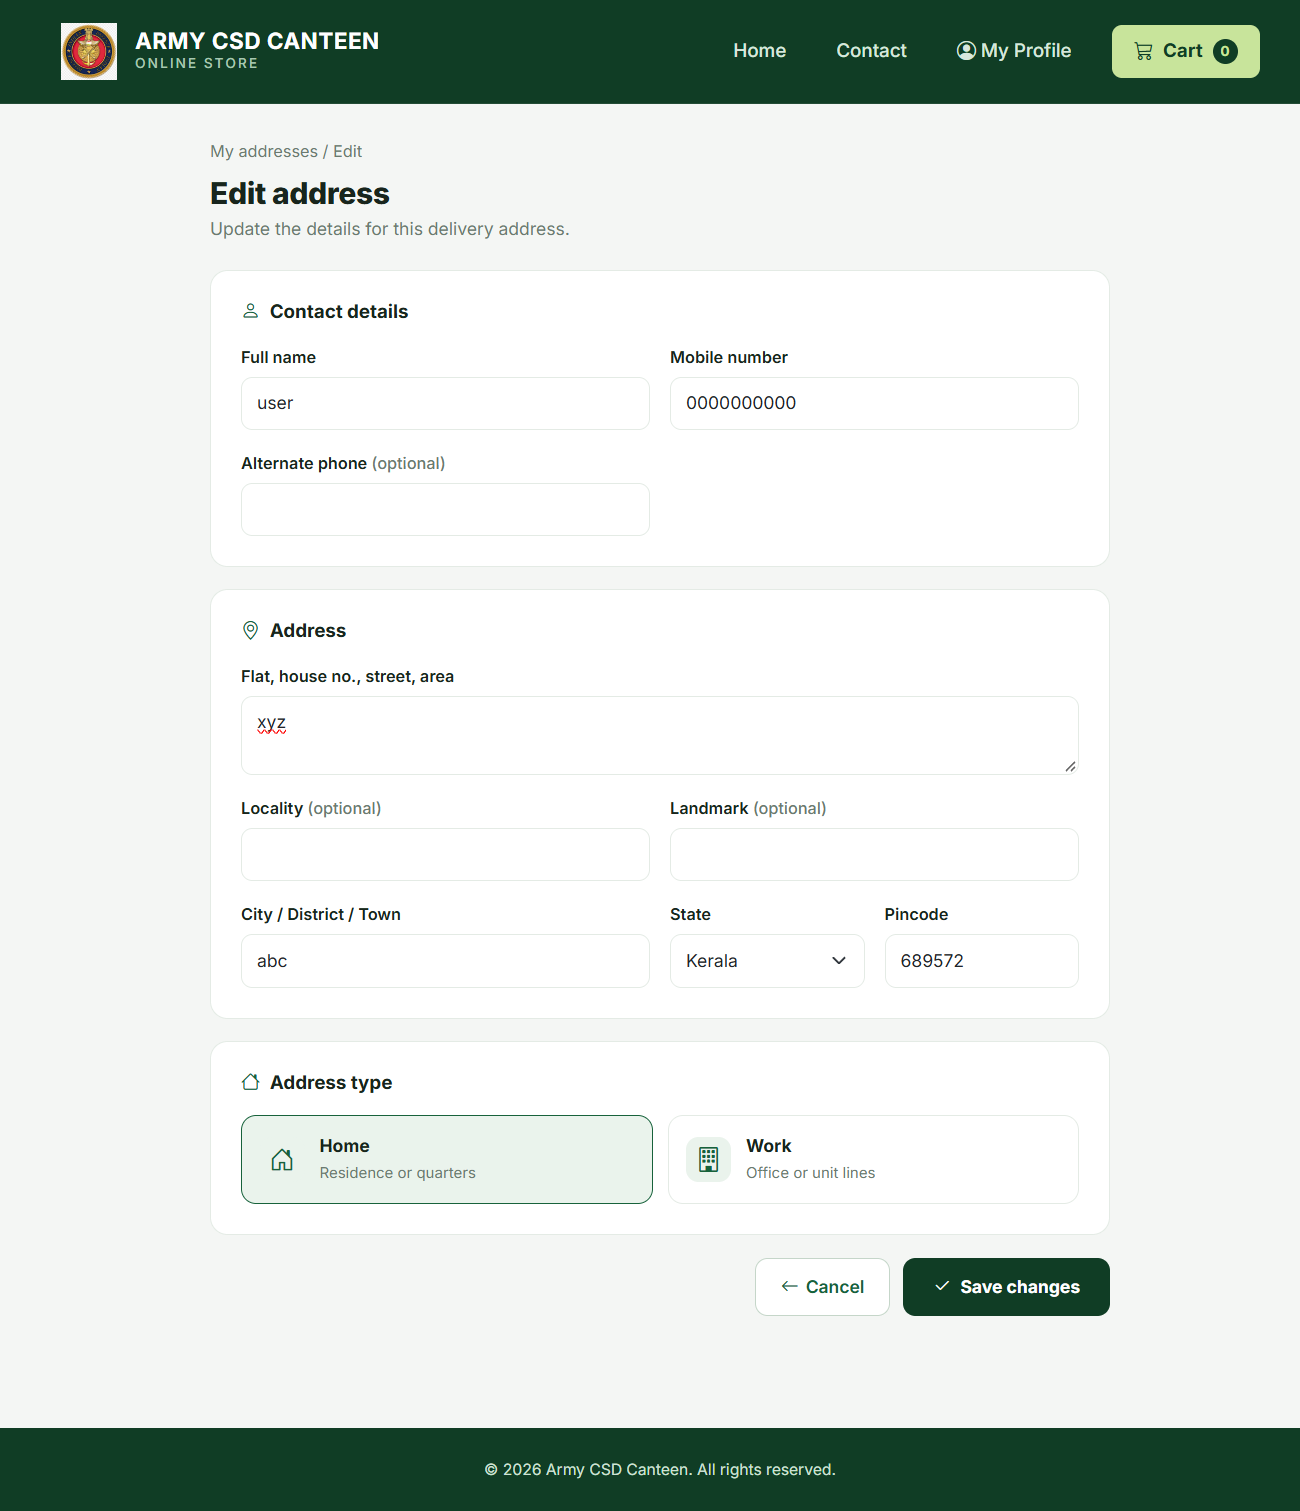 ARMY CSD CANTEEN
ONLINE STORE
Home
Contact
My Profile
Cart 0
My addresses / Edit
Edit address
Update the details for this delivery address.
Contact details
Full name
Mobile number
user
0000000000
Alternate phone (optional)
Address
Flat, house no., street, area
xyz
Locality (optional)
Landmark (optional)
City / District / Town
State
Pincode
abc
Kerala
689572
Address type
Home
Residence or quarters
Work
Office or unit lines
Cancel
Save changes
© 2026 Army CSD Canteen. All rights reserved.